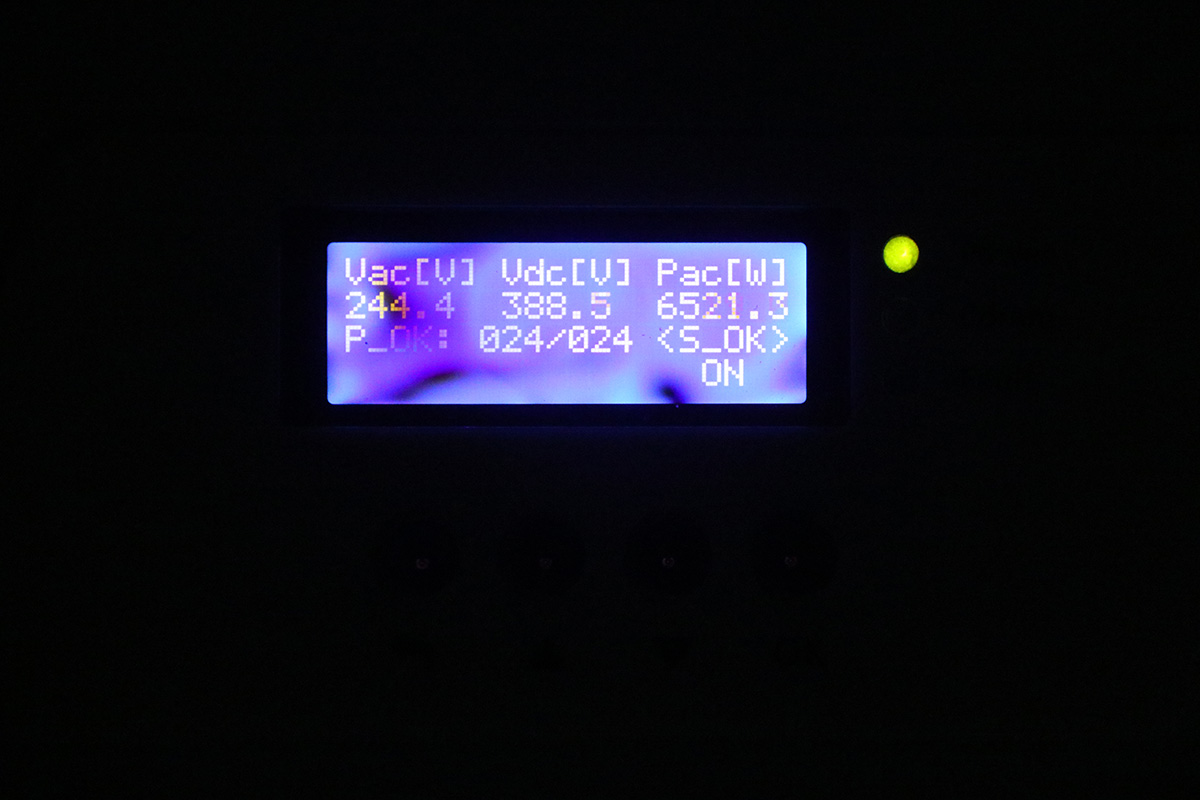 Vac[V] Vdc[V] Pac[W]
244.4 388.5 6521.3
P_OK: 024/024 <S_OK>
ON